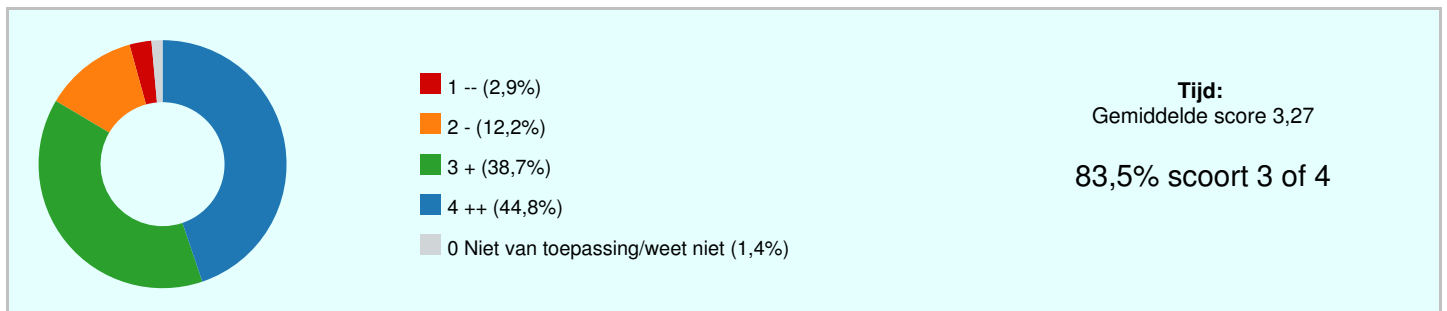 1 -- (2,9%)
2 - (12,2%)
3 + (38,7%)
4 ++ (44,8%)
0 Niet van toepassing/weet niet (1,4%)
Tijd:
Gemiddelde score 3,27
83,5% scoort 3 of 4